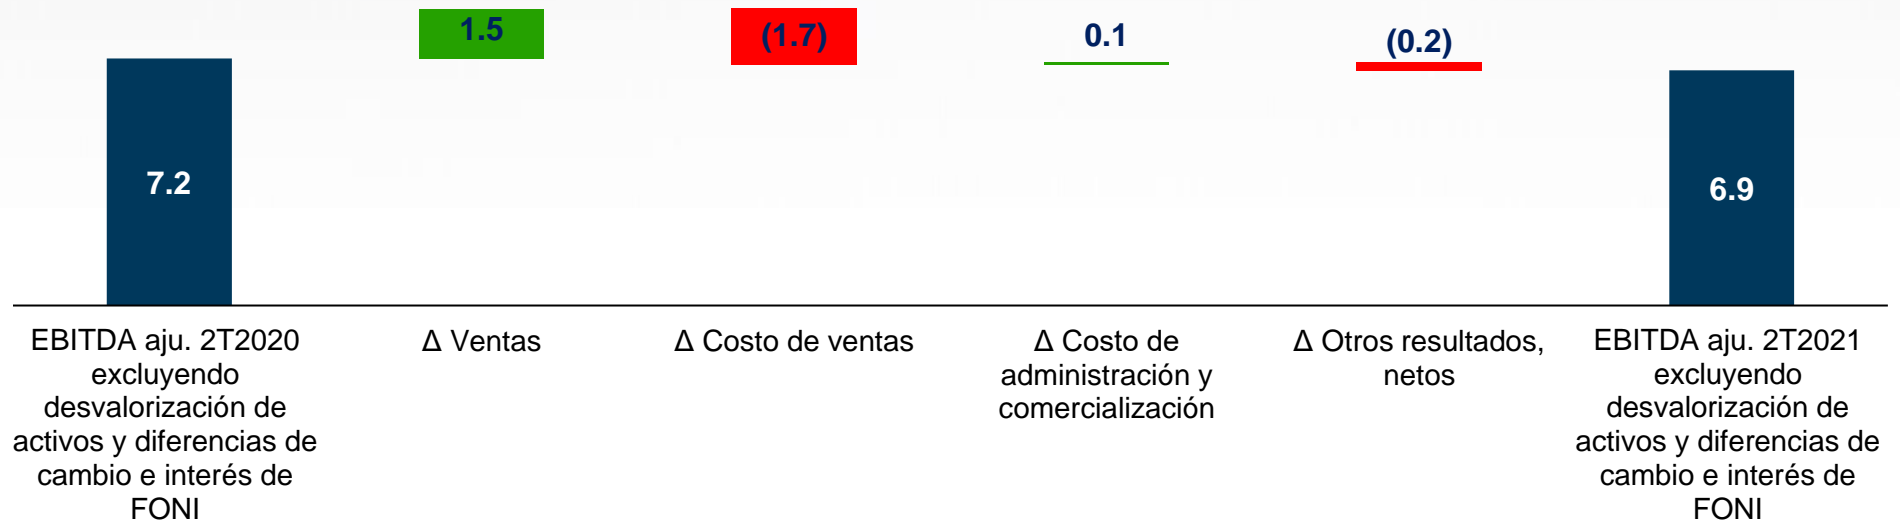 1.5
(1.7)
0.1
(0.2)
7.2
6.9
EBITDA aju. 2T2020
excluyendo
desvalorización de
activos y diferencias de
cambio e interés de
FONI
Δ Ventas
Δ Costo de ventas
Δ Costo de
administración y
comercialización
Δ Otros resultados,
netos
EBITDA aju. 2T2021
excluyendo
desvalorización de
activos y diferencias de
cambio e interés de
FONI